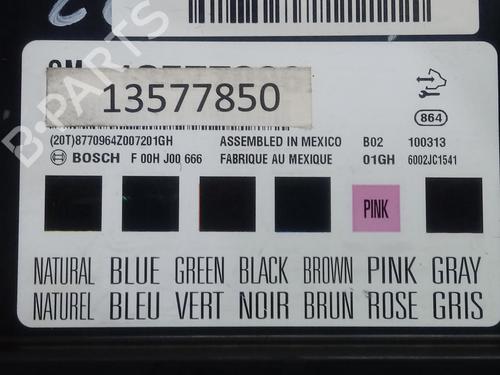 GM
13577850
(20T)8770964Z007201GH ASSEMBLED IN MEXICO B02 100313
BOSCH F 00H J00 666 FABRIQUE AU MEXIQUE 01GH 6002JC1541
864
PINK
NATURAL BLUE GREEN BLACK BROWN PINK GRAY
NATUREL BLEU VERT NOIR BRUN ROSE GRIS
B-PARTS